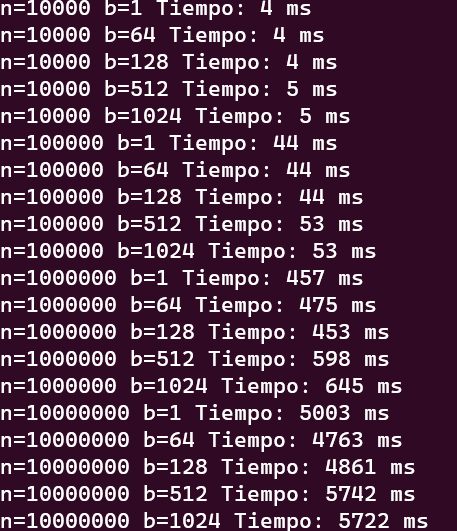 n=10000 b=1 Tiempo: 4 ms
n=10000 b=64 Tiempo: 4 ms
n=10000 b=128 Tiempo: 4 ms
n=10000 b=512 Tiempo: 5 ms
n=10000 b=1024 Tiempo: 5 ms
n=100000 b=1 Tiempo: 44 ms
n=100000 b=64 Tiempo: 44 ms
n=100000 b=128 Tiempo: 44 ms
n=100000 b=512 Tiempo: 53 ms
n=100000 b=1024 Tiempo: 53 ms
n=1000000 b=1 Tiempo: 457 ms
n=1000000 b=64 Tiempo: 475 ms
n=1000000 b=128 Tiempo: 453 ms
n=1000000 b=512 Tiempo: 598 ms
n=1000000 b=1024 Tiempo: 645 ms
n=10000000 b=1 Tiempo: 5003 ms
n=10000000 b=64 Tiempo: 4763 ms
n=10000000 b=128 Tiempo: 4861 ms
n=10000000 b=512 Tiempo: 5742 ms
n=10000000 b=1024 Tiempo: 5722 ms